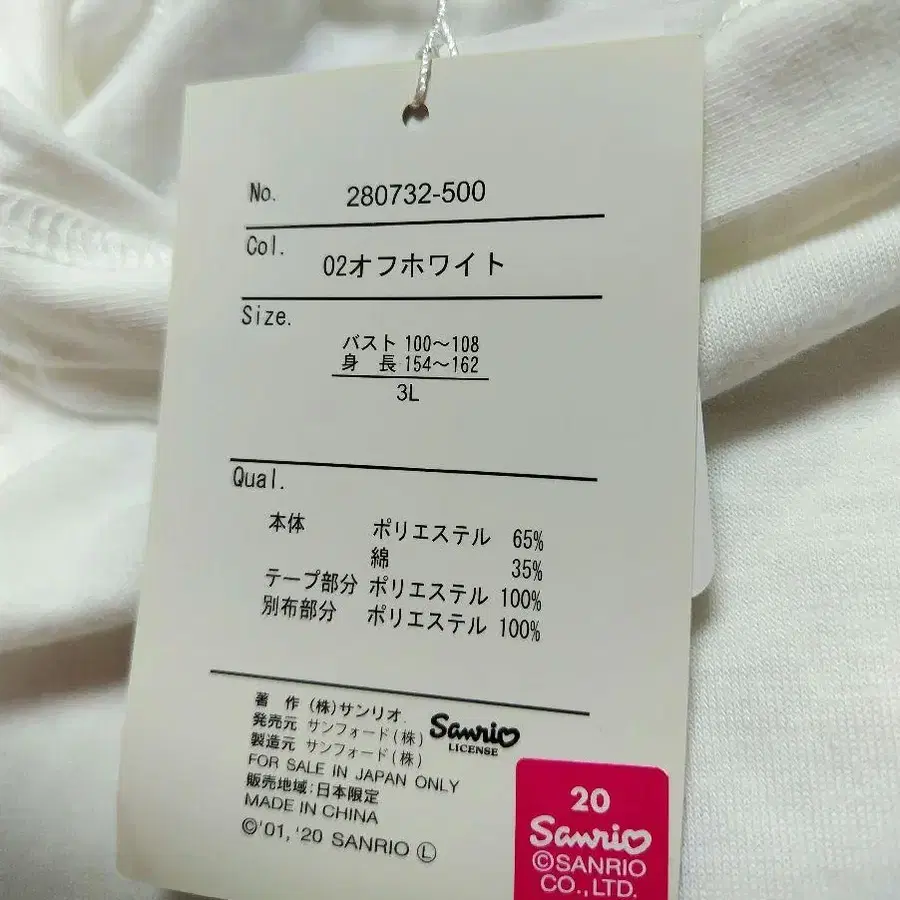 No. 280732-500
Col. 02オフホワイト
Size.
バスト 100〜108
身 長 154〜162
3L
Qual.
本体 ポリエステル 65%
綿 35%
テープ部分 ポリエステル 100%
別布部分 ポリエステル 100%
著 作 (株)サンリオ
発売元 サンフォード(株)
製造元 サンフォード(株)
Sanrio
LICENSE
FOR SALE IN JAPAN ONLY
販売地域:日本限定
MADE IN CHINA
©'01, '20 SANRIO Ⓛ
20
Sanrio
©SANRIO
CO.,LTD.